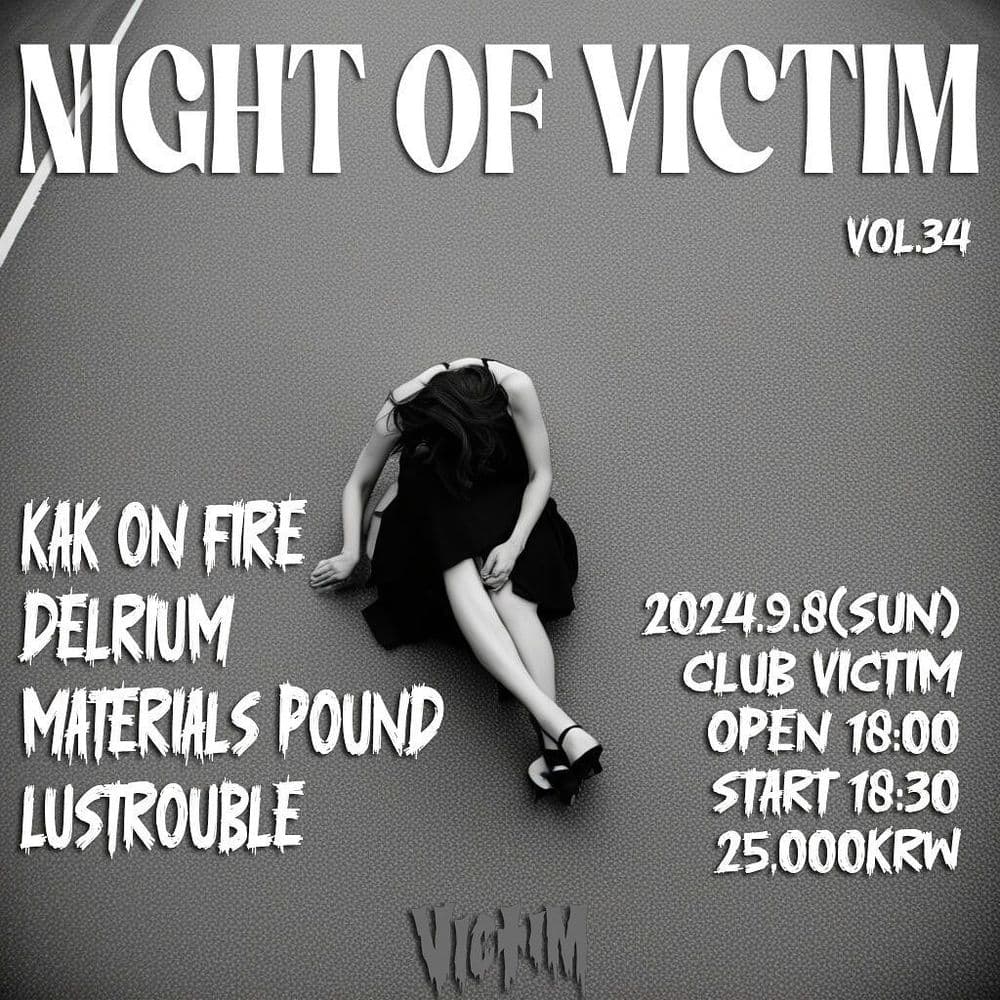 NIGHT OF VICTIM
VOL.34
KAK ON FIRE
DELRIUM
MATERIALS POUND
LUSTROUBLE
2024.9.8(SUN)
CLUB VICTIM
OPEN 18:00
START 18:30
25,000KRW
VICTIM